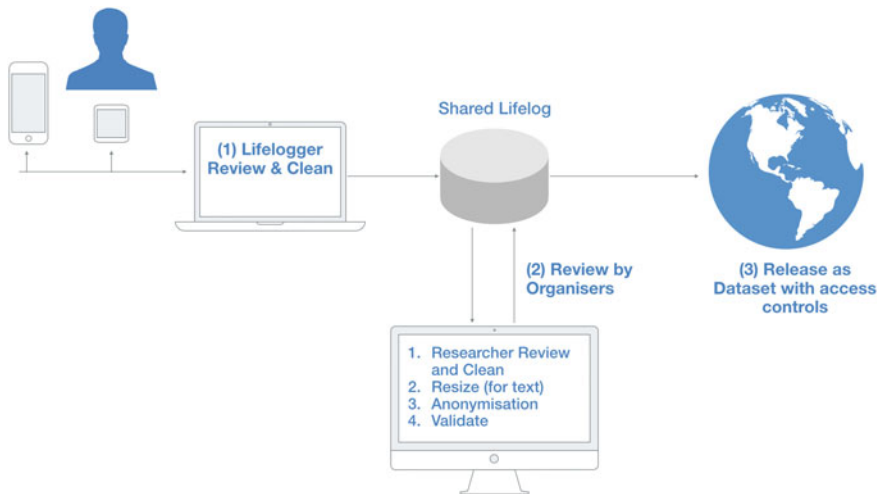 Shared Lifelog
(1) Lifelogger
Review & Clean
(2) Review by
Organisers
(3) Release as
Dataset with access
controls
1. Researcher Review
and Clean
2. Resize (for text)
3. Anonymisation
4. Validate